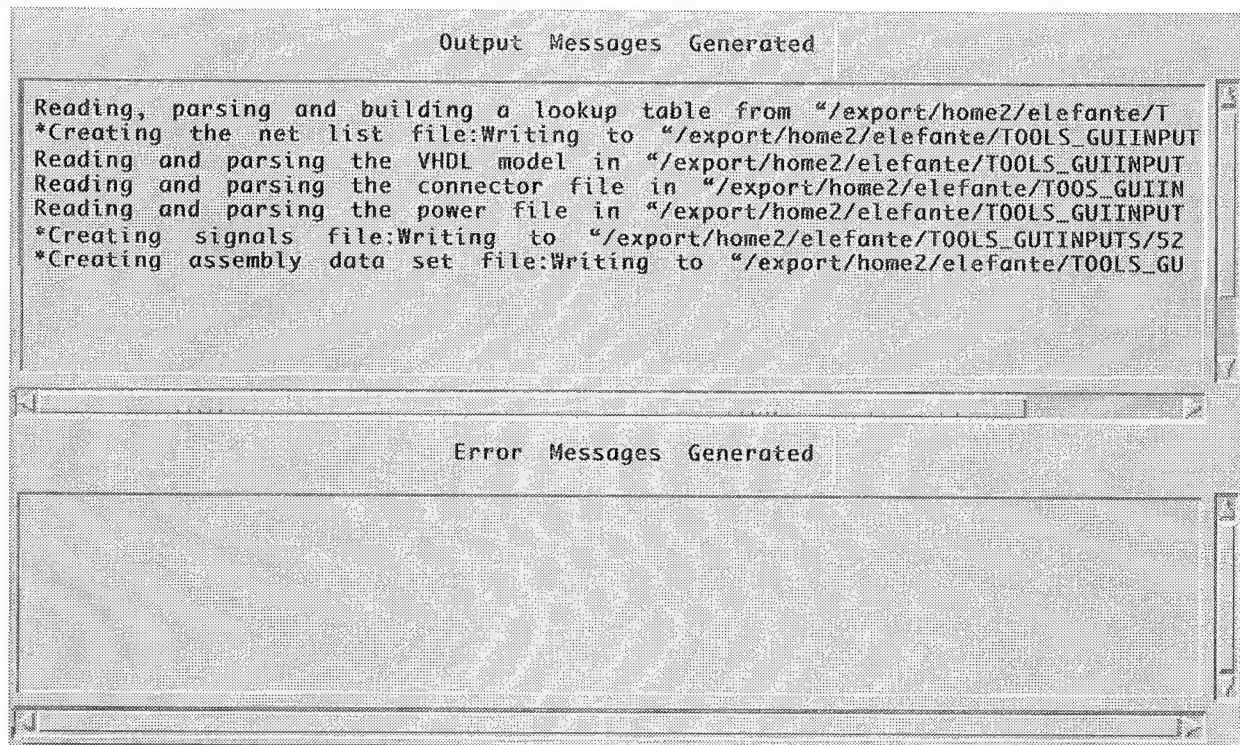 Output Messages Generated
Reading, parsing and building a lookup table from “/export/home2/elefante/T
*Creating the net list file:Writing to “/export/home2/elefante/TOOLS_GUIINPUT
Reading and parsing the VHDL model in “/export/home2/elefante/TOOLS_GUIINPUT
Reading and parsing the connector file in “/export/home2/elefante/TOOS_GUIIN
Reading and parsing the power file in “/export/home2/elefante/TOOLS_GUIINPUT
*Creating signals file:Writing to “/export/home2/elefante/TOOLS_GUIINPUTS/52
*Creating assembly data set file:Writing to “/export/home2/elefante/TOOLS_GU
Error Messages Generated